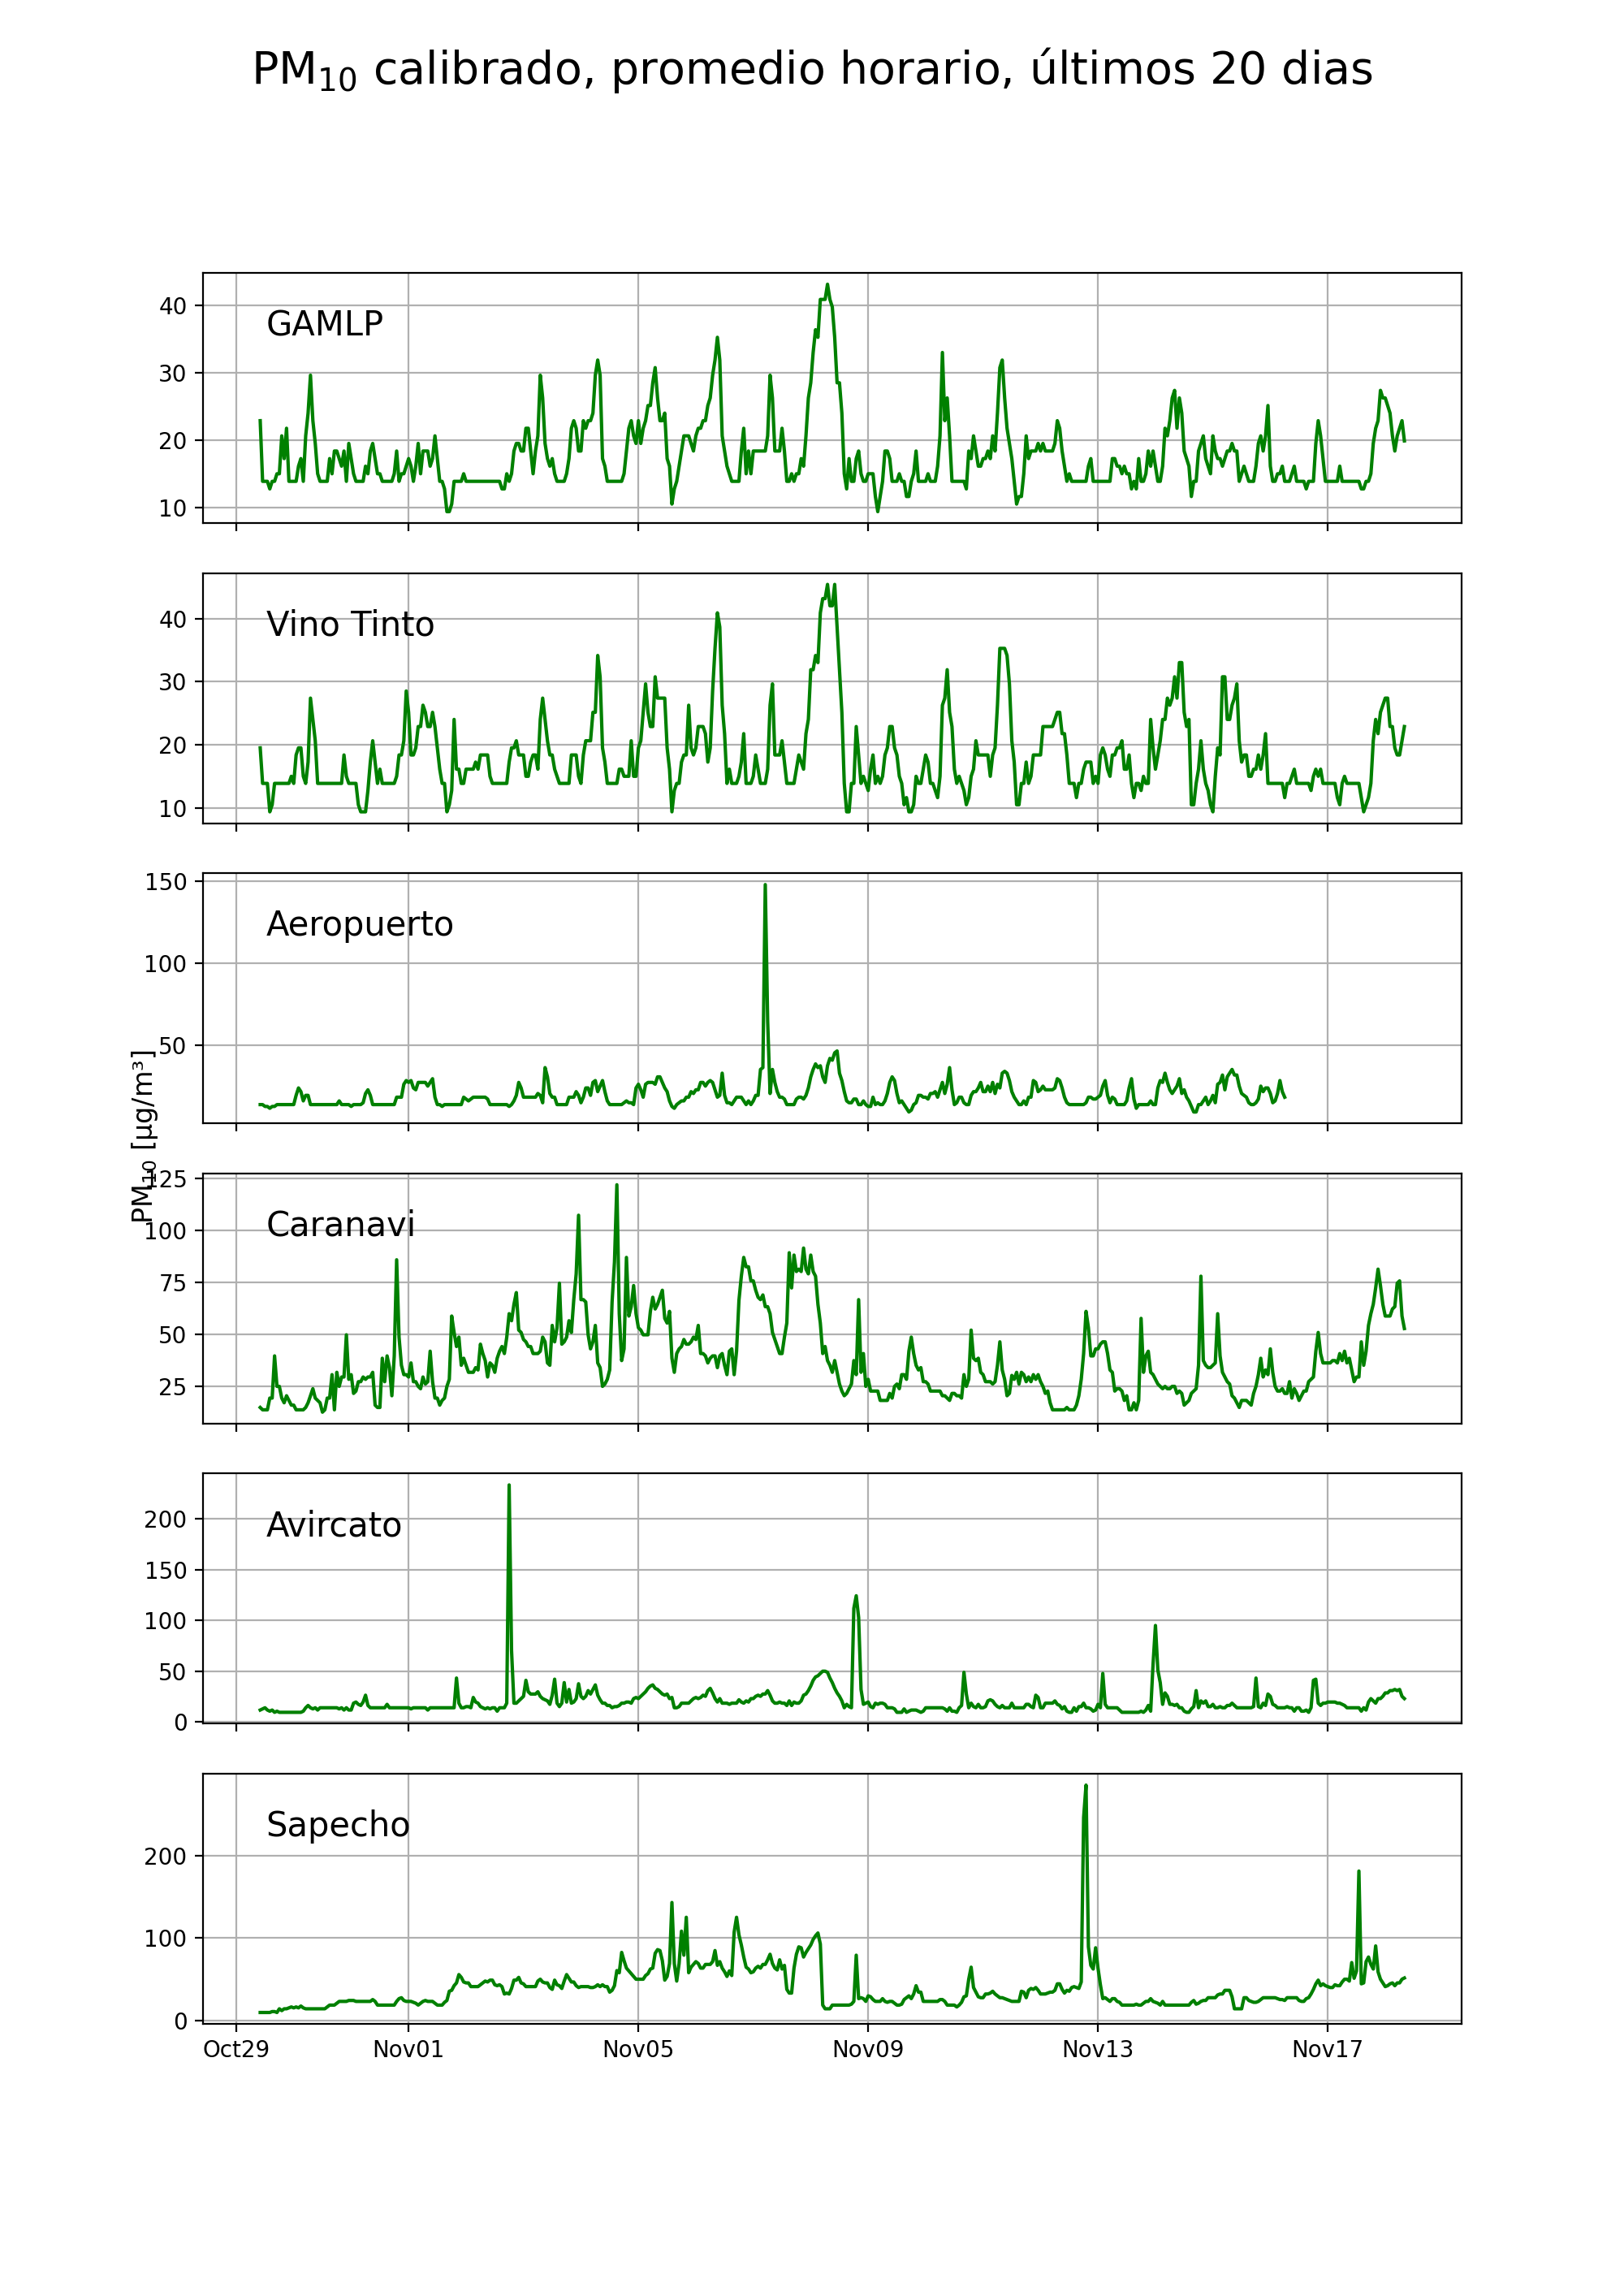 PM₁₀ calibrado, promedio horario, últimos 20 dias
GAMLP
40
30
20
10
Vino Tinto
40
30
20
10
Aeropuerto
150
100
50
PM₁₀ [µg/m³]
Caranavi
125
100
75
50
25
Avircato
200
150
100
50
0
Sapecho
200
100
0
Oct29 Nov01 Nov05 Nov09 Nov13 Nov17